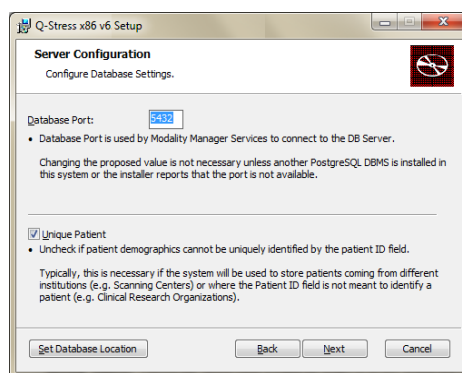 Q-Stress x86 v6 Setup
Server Configuration
Configure Database Settings.
Database Port: 5432
• Database Port is used by Modality Manager Services to connect to the DB Server.
Changing the proposed value is not necessary unless another PostgreSQL DBMS is installed in
this system or the installer reports that the port is not available.
Unique Patient
• Uncheck if patient demographics cannot be uniquely identified by the patient ID field.
Typically, this is necessary if the system will be used to store patients coming from different
institutions (e.g. Scanning Centers) or where the Patient ID field is not meant to identify a
patient (e.g. Clinical Research Organizations).
Set Database Location Back Next Cancel